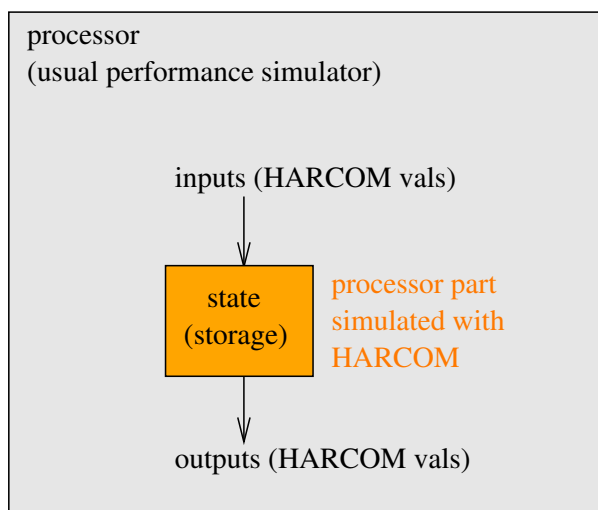 processor
(usual performance simulator)
inputs (HARCOM vals)
state
(storage)
processor part
simulated with
HARCOM
outputs (HARCOM vals)